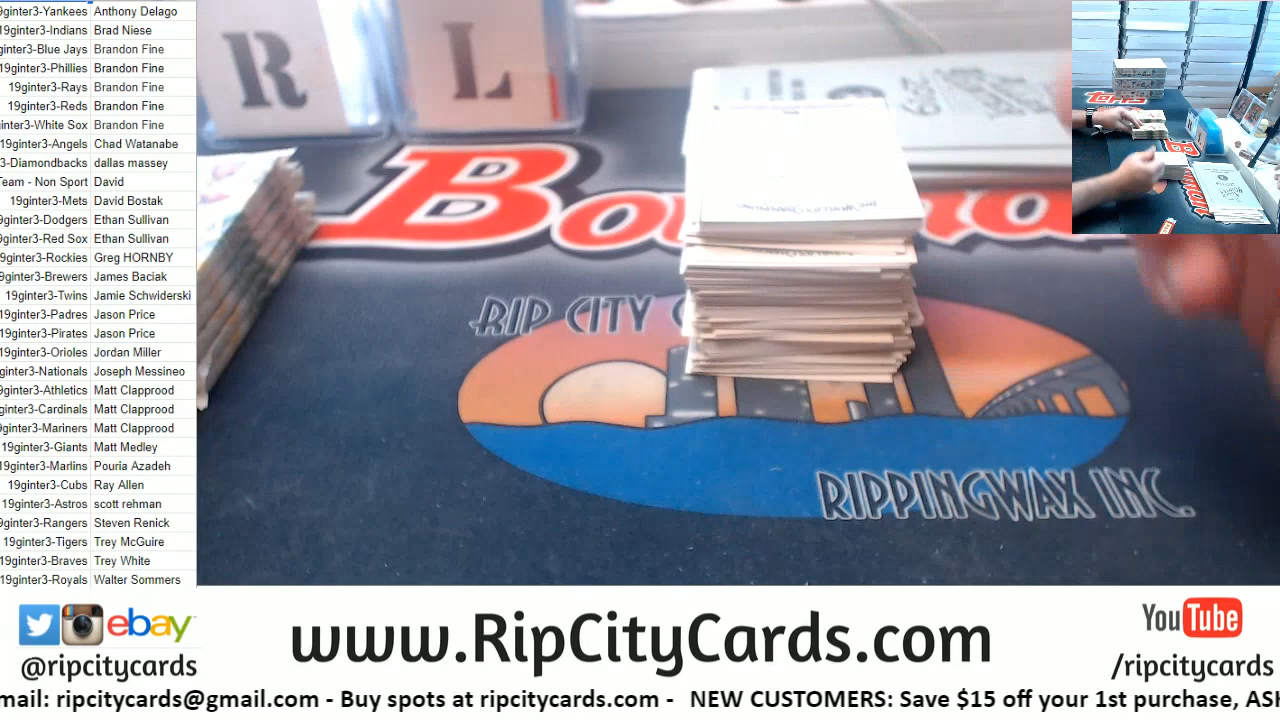 9ginter3-Yankees Anthony Delago
19ginter3-Indians Brad Niese
ginter3-Blue Jays Brandon Fine
19ginter3-Phillies Brandon Fine
19ginter3-Rays Brandon Fine
19ginter3-Reds Brandon Fine
ginter3-White Sox Brandon Fine
19ginter3-Angels Chad Watanabe
3-Diamondbacks dallas massey
Team - Non Sport David
19ginter3-Mets David Bostak
9ginter3-Dodgers Ethan Sullivan
9ginter3-Red Sox Ethan Sullivan
9ginter3-Rockies Greg HORNBY
9ginter3-Brewers James Baciak
19ginter3-Twins Jamie Schwiderski
19ginter3-Padres Jason Price
19ginter3-Pirates Jason Price
19ginter3-Orioles Jordan Miller
ginter3-Nationals Joseph Messineo
9ginter3-Athletics Matt Clapprood
ginter3-Cardinals Matt Clapprood
ginter3-Mariners Matt Clapprood
19ginter3-Giants Matt Medley
19ginter3-Marlins Pouria Azadeh
19ginter3-Cubs Ray Allen
19ginter3-Astros scott rehman
9ginter3-Rangers Steven Renick
19ginter3-Tigers Trey McGuire
19ginter3-Braves Trey White
19ginter3-Royals Walter Sommers
R L
B
RIP CITY
RIPPINGWAX INC.
Topps
ebay
@ripcitycards
www.RipCityCards.com
YouTube
/ripcitycards
mail: ripcitycards@gmail.com - Buy spots at ripcitycards.com - NEW CUSTOMERS: Save $15 off your 1st purchase, ASK